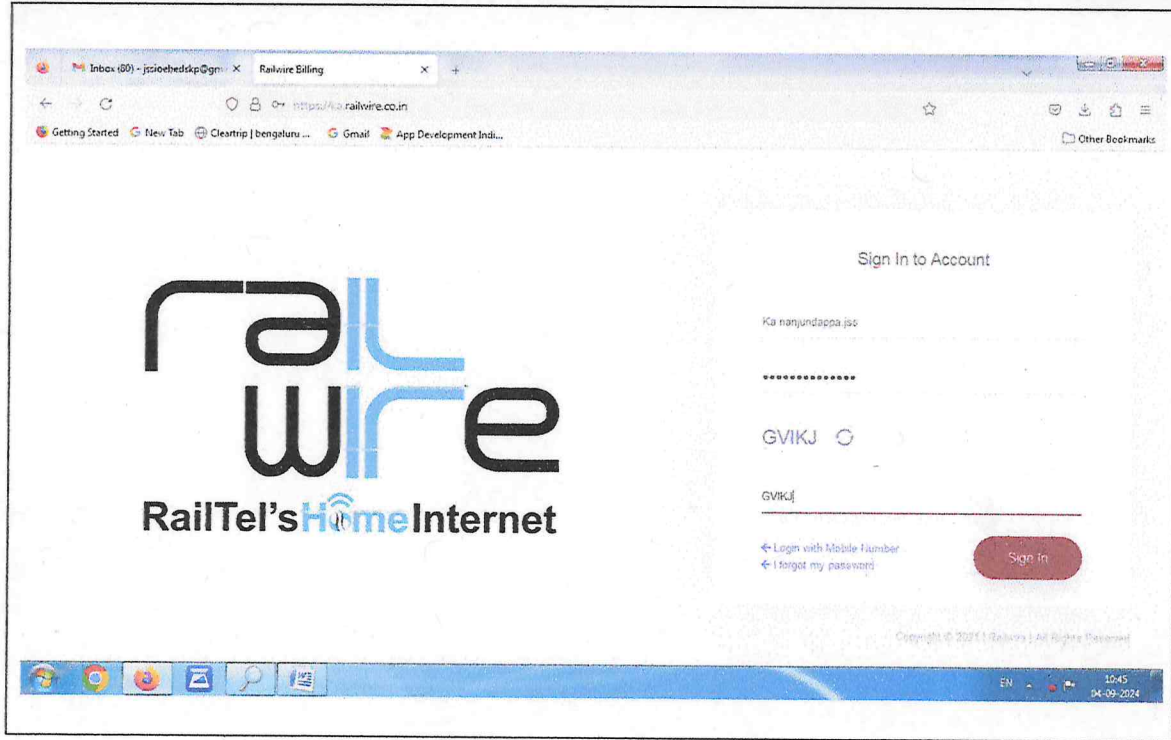 Inbox (80) - jssioebedskp@gm
Railwire Billing
https://ka.railwire.co.in
Getting Started
New Tab
Cleartrip | bengaluru ...
Gmail
App Development Indi...
Other Bookmarks
rail
wire
RailTel'sHomeInternet
Sign In to Account
Ka nanjundappa.jss
••••••••••••••
GVIKJ
GVIKJ
Login with Mobile Number
I forgot my password
Sign In
Copyright © 2021 | Railwire | All Rights Reserved
EN
10:45
04-09-2024